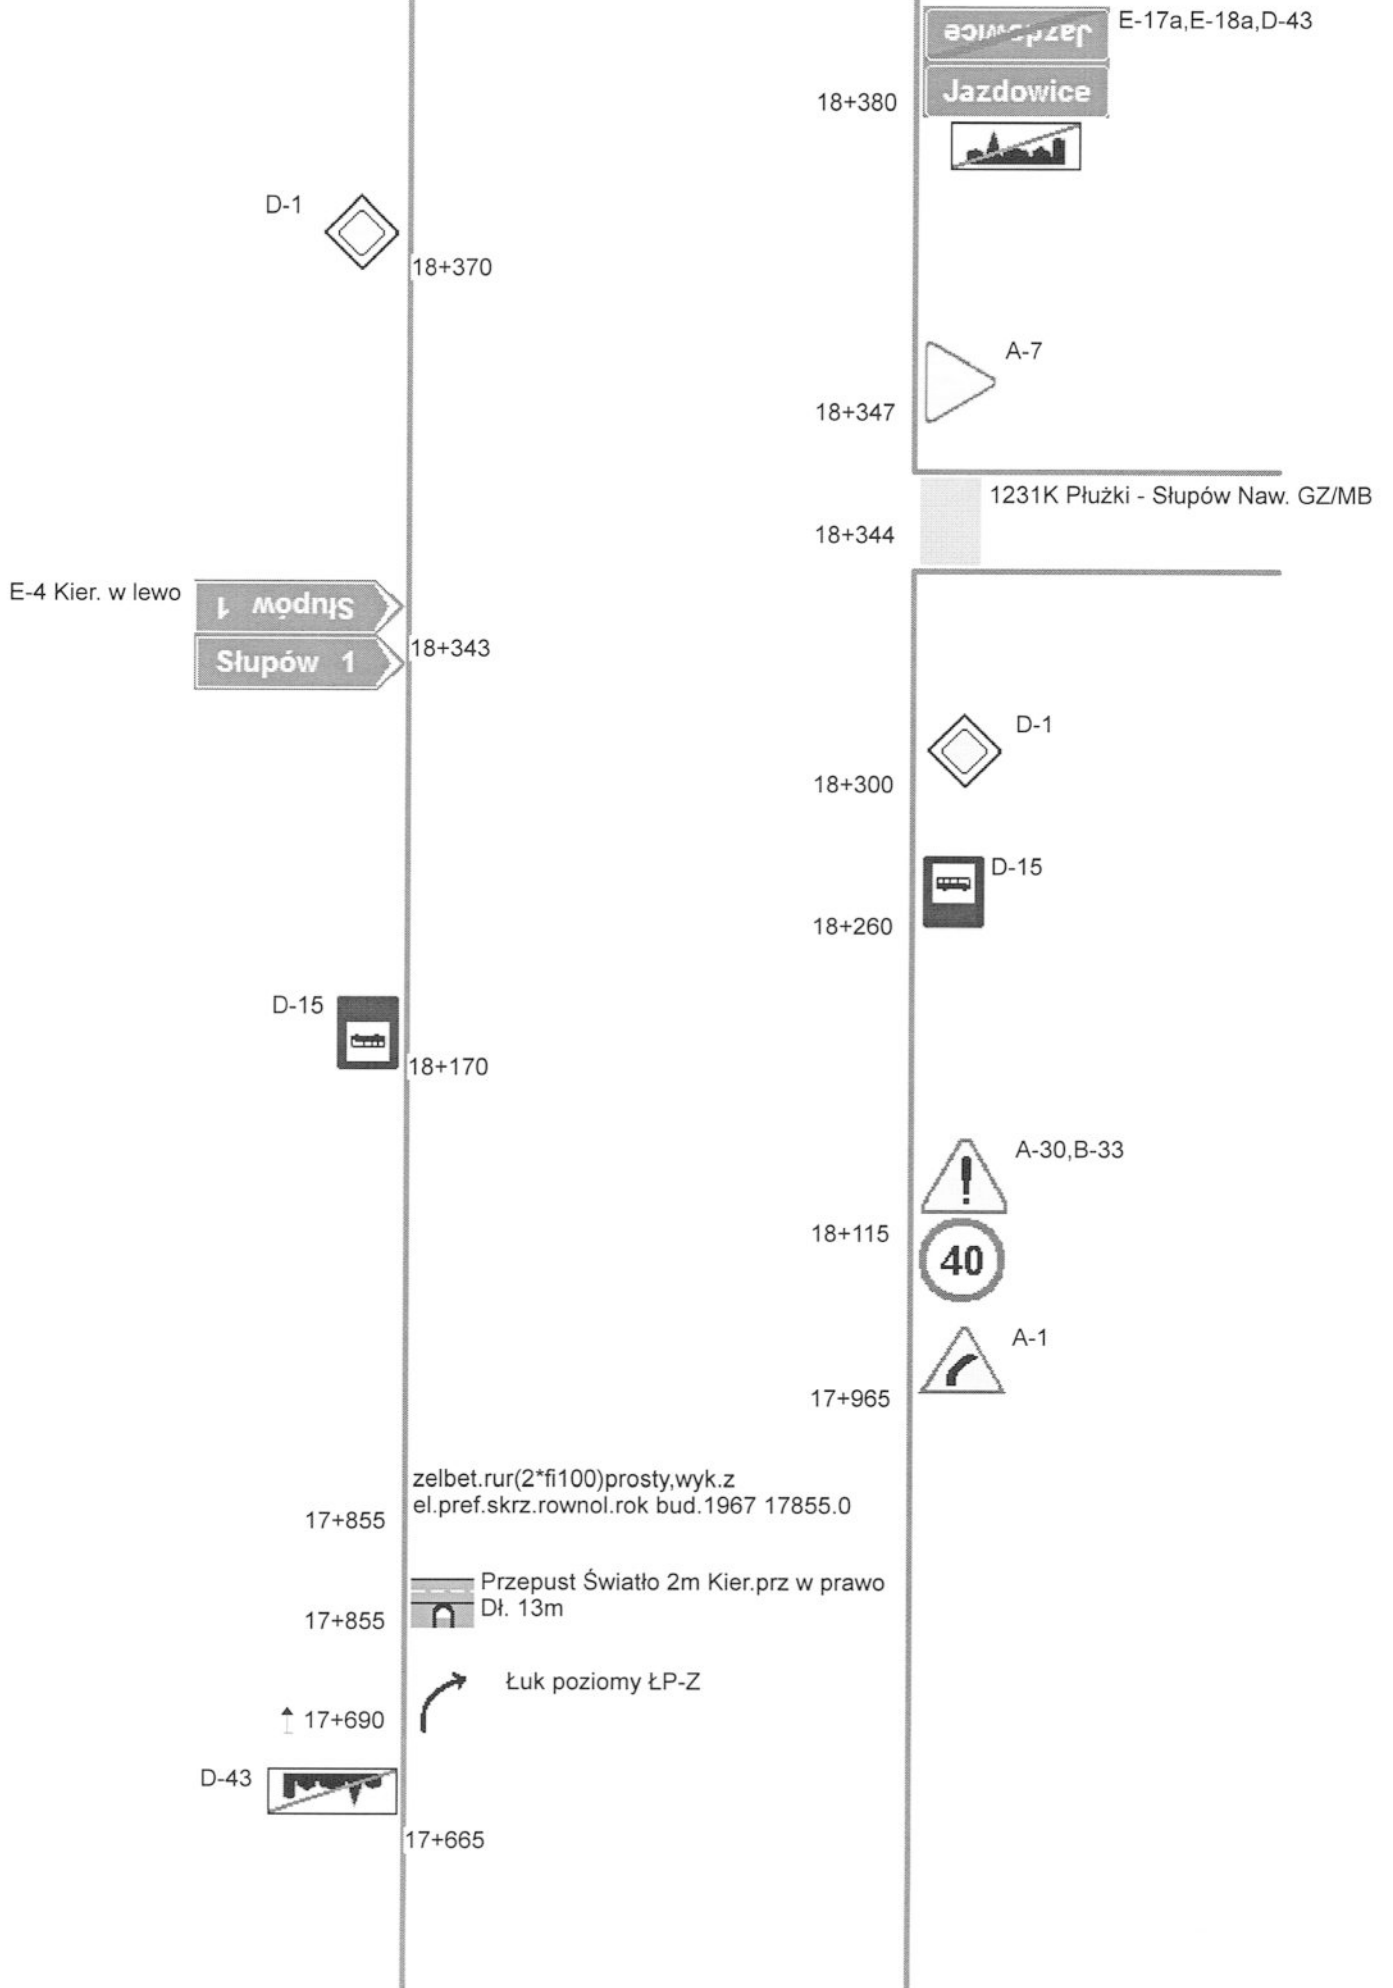 E-17a,E-18a,D-43
Jazdowice
Jazdowice
18+380
D-1
18+370
A-7
18+347
1231K Płużki - Słupów Naw. GZ/MB
18+344
E-4 Kier. w lewo
Słupów 1
Słupów 1
18+343
D-1
18+300
D-15
18+260
D-15
18+170
A-30,B-33
18+115
40
A-1
17+965
zelbet.rur(2*fi100)prosty,wyk.z
el.pref.skrz.rownol.rok bud.1967 17855.0
17+855
Przepust Światło 2m Kier.prz w prawo
Dł. 13m
17+855
Łuk poziomy ŁP-Z
17+690
D-43
17+665